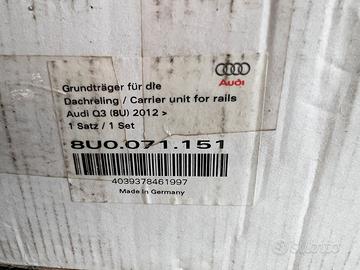 Grundträger für die
Dachreling / Carrier unit for rails
Audi Q3 (8U) 2012 >
1 Satz / 1 Set
Audi
8U0.071.151
4039378461997
Made in Germany
subito